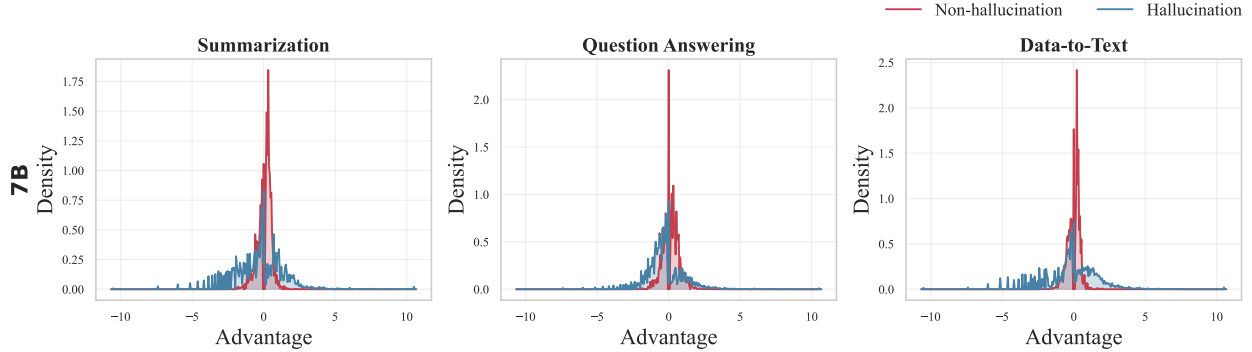 Non-hallucination
Hallucination
Summarization
Question Answering
Data-to-Text
7B
Density
1.75
1.50
1.25
1.00
0.75
0.50
0.25
0.00
−10
−5
0
5
10
Advantage
Density
2.0
1.5
1.0
0.5
0.0
−10
−5
0
5
10
Advantage
Density
2.5
2.0
1.5
1.0
0.5
0.0
−10
−5
0
5
10
Advantage